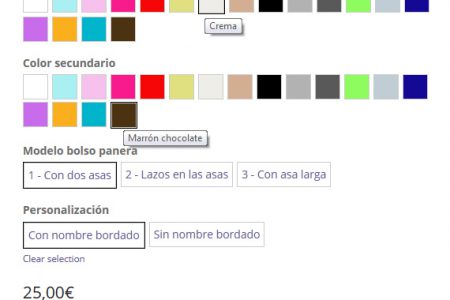 Crema
Color secundario
Marrón chocolate
Modelo bolso panera
1 - Con dos asas 2 - Lazos en las asas 3 - Con asa larga
Personalización
Con nombre bordado Sin nombre bordado
Clear selection
25,00€